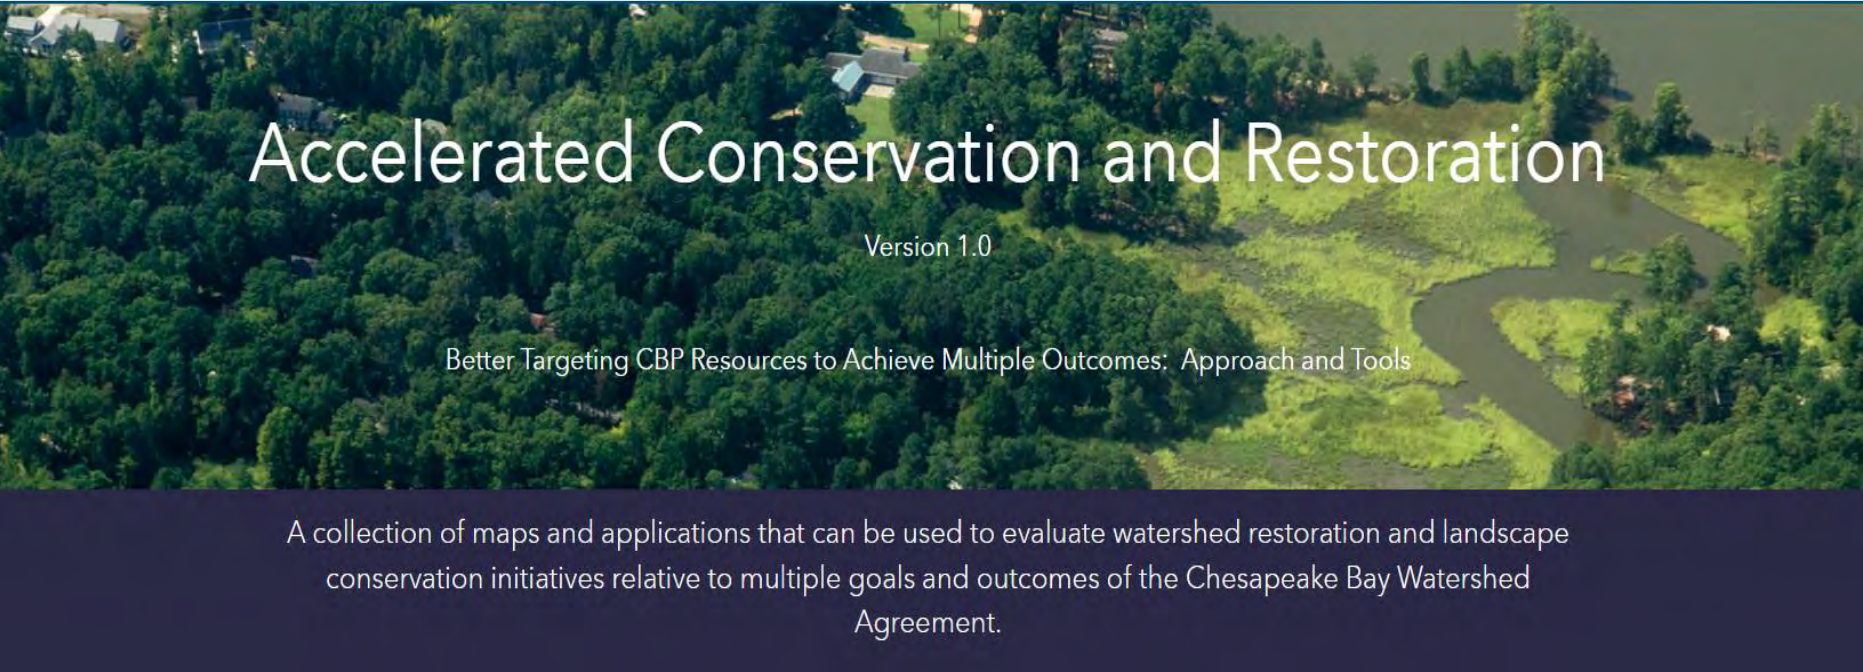 Accelerated Conservation and Restoration
Version 1.0
Better Targeting CBP Resources to Achieve Multiple Outcomes: Approach and Tools
A collection of maps and applications that can be used to evaluate watershed restoration and landscape
conservation initiatives relative to multiple goals and outcomes of the Chesapeake Bay Watershed
Agreement.